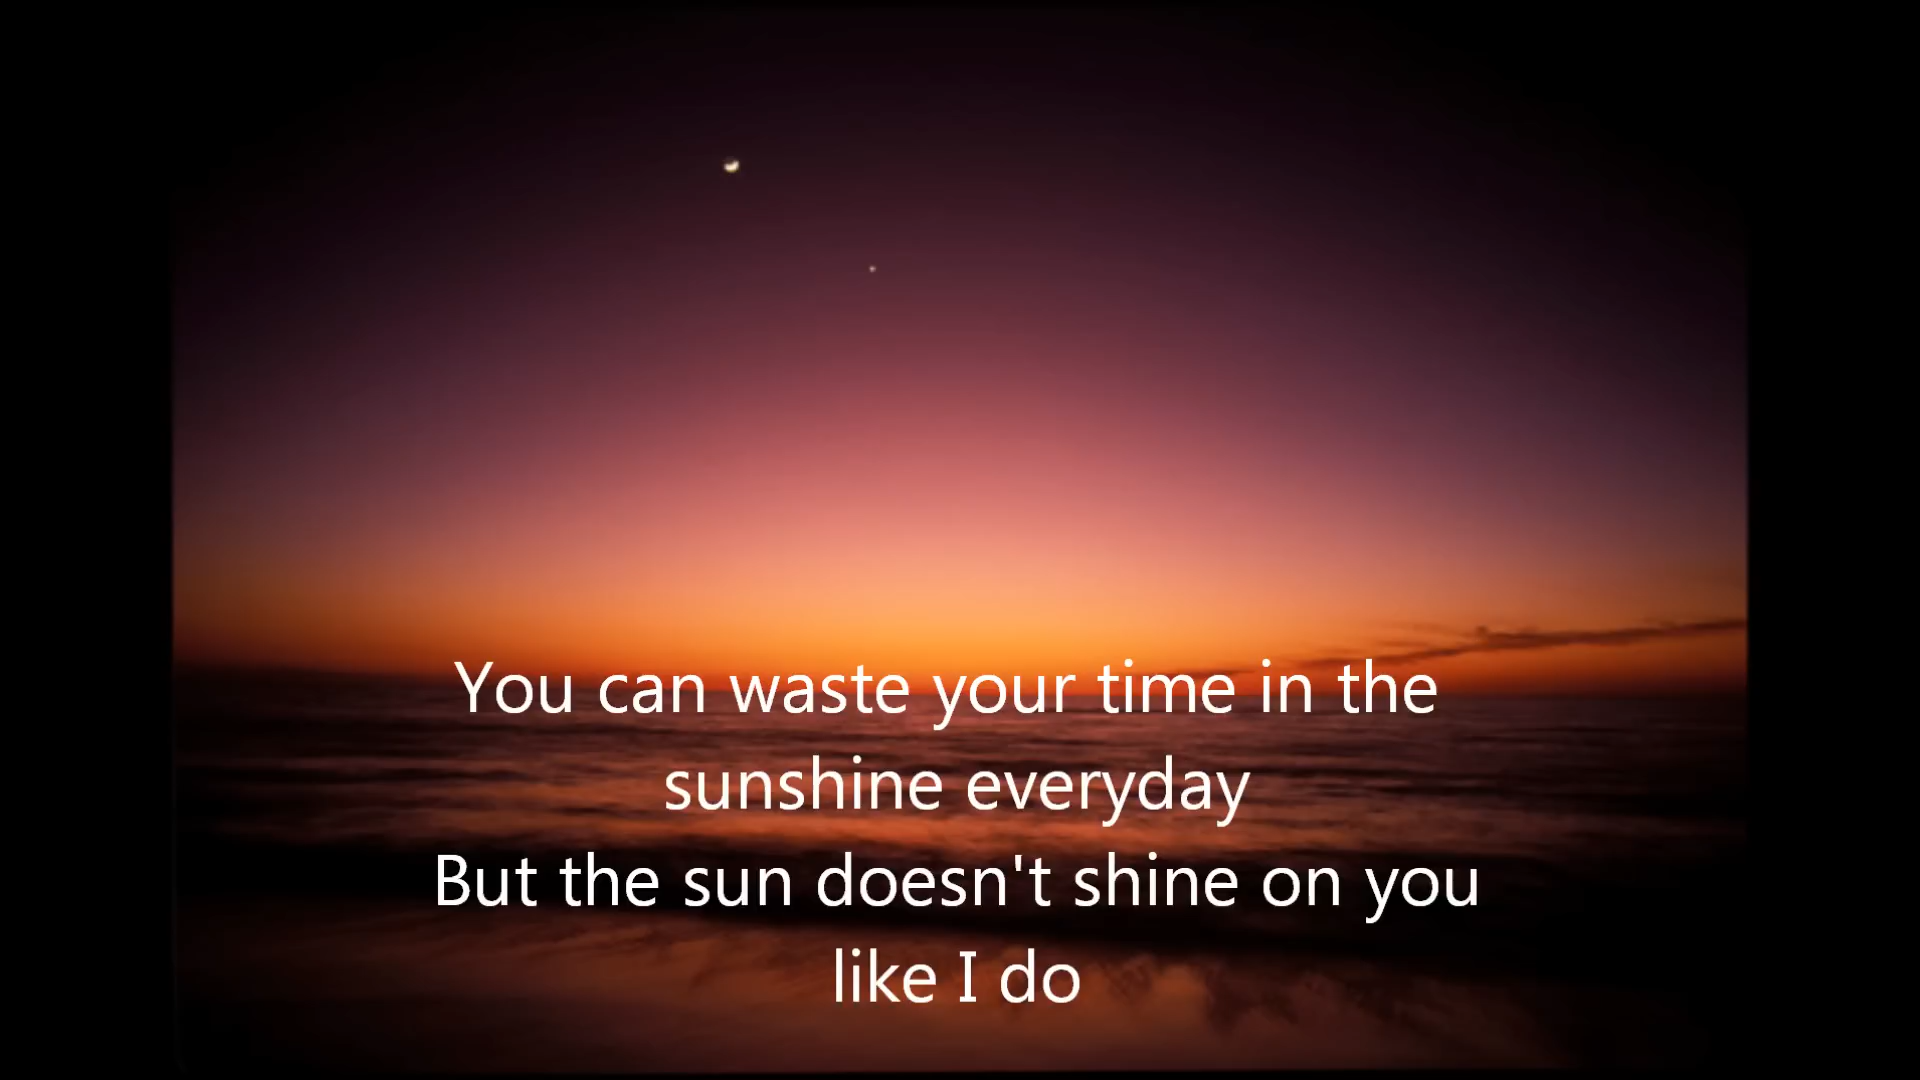 You can waste your time in the
sunshine everyday
But the sun doesn't shine on you
like I do